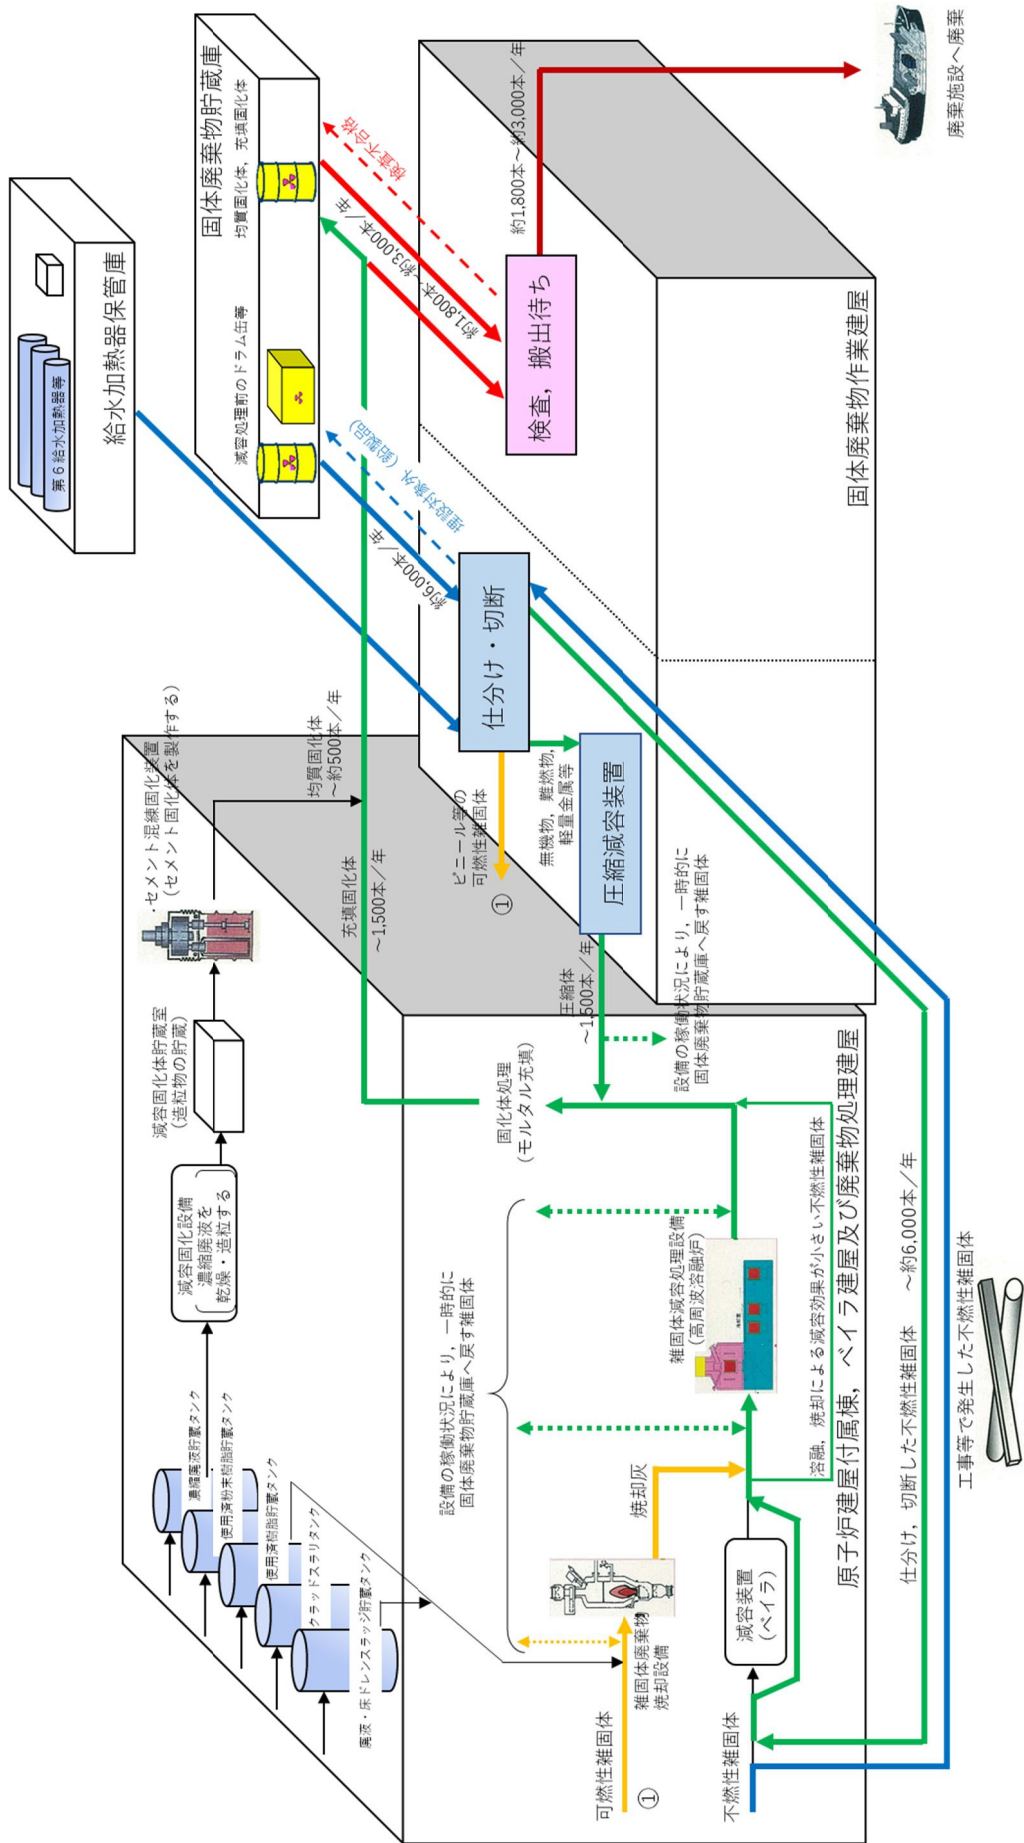 第6給水加熱器等
給水加熱器保管庫
固体廃棄物貯蔵庫
減容処理前のドラム缶等
均質固化体,充填固化体
約6,000本/年
埋設対象外(鉛製品)
約1,800本~約3,000本/年
検査不合格
仕分け・切断
検査,搬出待ち
約1,800本~約3,000本/年
廃棄施設へ廃棄
固体廃棄物作業建屋
ビニール等の
可燃性雑固体
①
無機物,難燃物,
軽量金属等
圧縮減容装置
圧縮体
~1,500本/年
設備の稼働状況により,一時的に
固体廃棄物貯蔵庫へ戻す雑固体
濃縮廃液貯蔵タンク
使用済粉末樹脂貯蔵タンク
使用済樹脂貯蔵タンク
クラッドスラリタンク
廃液・床ドレンスラッジ貯蔵タンク
減容固化設備
濃縮廃液を
乾燥・造粒する
減容固化体貯蔵室
(造粒物の貯蔵)
・セメント混練固化装置
(セメント固化体を製作する)
均質固化体
~約500本/年
充填固化体
~1,500本/年
設備の稼働状況により,一時的に
固体廃棄物貯蔵庫へ戻す雑固体
固化体処理
(モルタル充填)
可燃性雑固体
①
雑固体廃棄物
焼却設備
焼却灰
雑固体減容処理設備
(高周波溶融炉)
不燃性雑固体
減容装置
(ベイラ)
溶融,焼却による減容効果が小さい不燃性雑固体
原子炉建屋付属棟,ベイラ建屋及び廃棄物処理建屋
仕分け,切断した不燃性雑固体 ~約6,000本/年
工事等で発生した不燃性雑固体